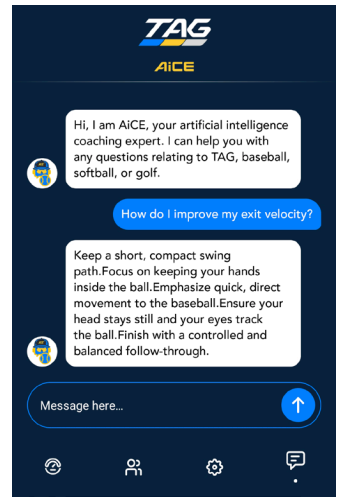 TAG
AiCE
Hi, I am AiCE, your artificial intelligence
coaching expert. I can help you with
any questions relating to TAG, baseball,
softball, or golf.
How do I improve my exit velocity?
Keep a short, compact swing
path.Focus on keeping your hands
inside the ball.Emphasize quick, direct
movement to the baseball.Ensure your
head stays still and your eyes track
the ball.Finish with a controlled and
balanced follow-through.
Message here...